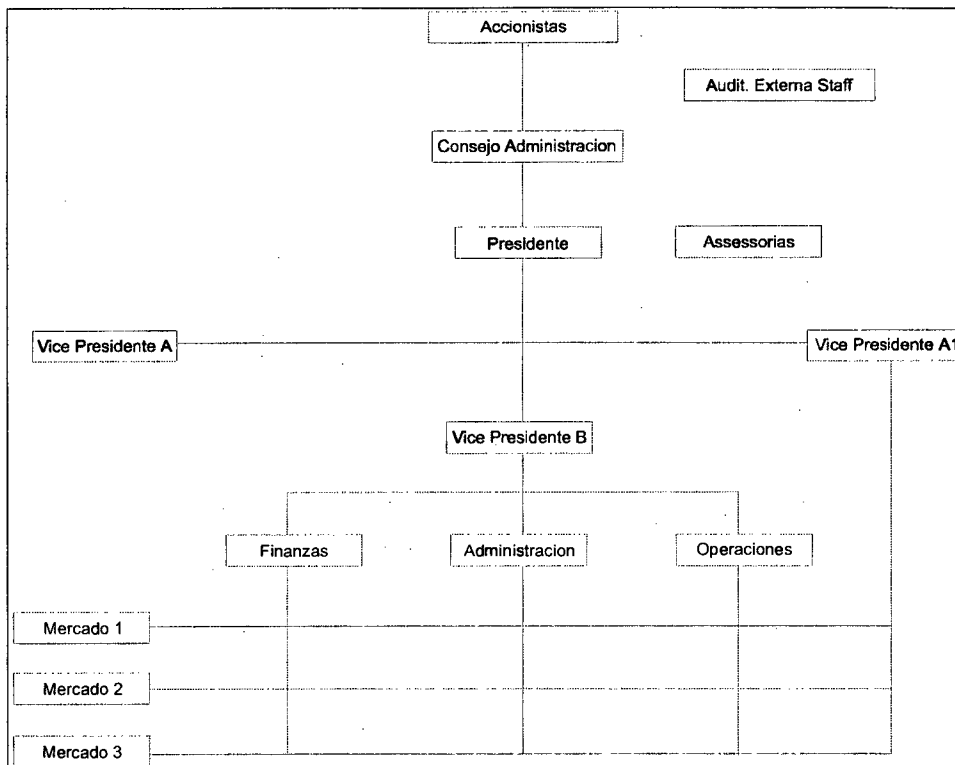 Accionistas
Audit. Externa Staff
Consejo Administracion
Presidente
Assessorias
Vice Presidente A
Vice Presidente A1
Vice Presidente B
Finanzas
Administracion
Operaciones
Mercado 1
Mercado 2
Mercado 3